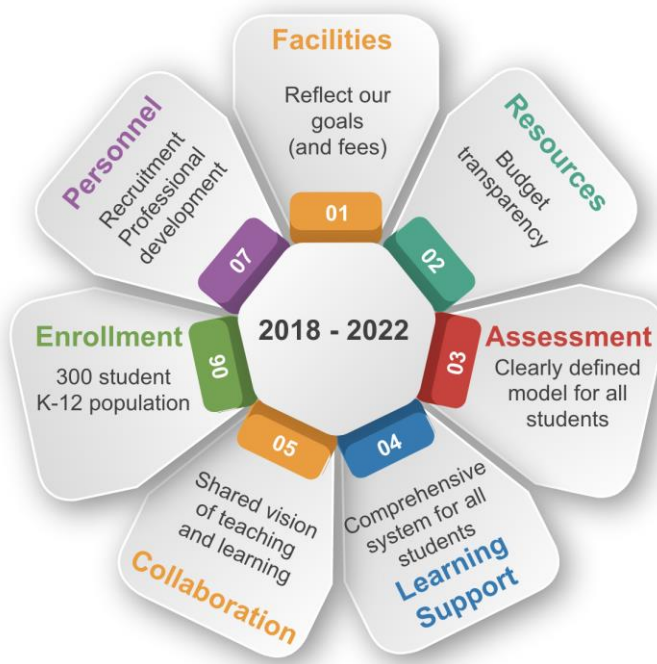 Facilities
Reflect our
goals
(and fees)
01
Resources
Budget
transparency
02
Assessment
Clearly defined
model for all
students
03
Comprehensive
system for all
students
Learning
Support
04
Shared vision
of teaching
and learning
Collaboration
05
Enrollment
300 student
K-12 population
06
Personnel
Recruitment
Professional
development
07
2018 - 2022